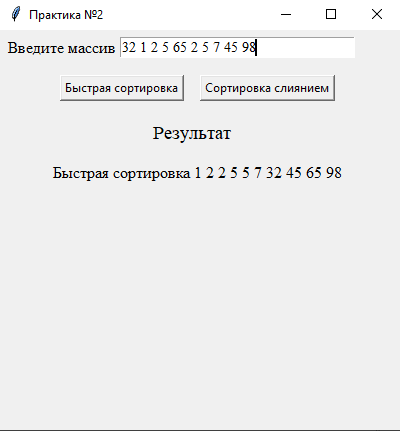 Практика №2
Введите массив 32 1 2 5 65 2 5 7 45 98
Быстрая сортировка Сортировка слиянием
Результат
Быстрая сортировка 1 2 2 5 5 7 32 45 65 98